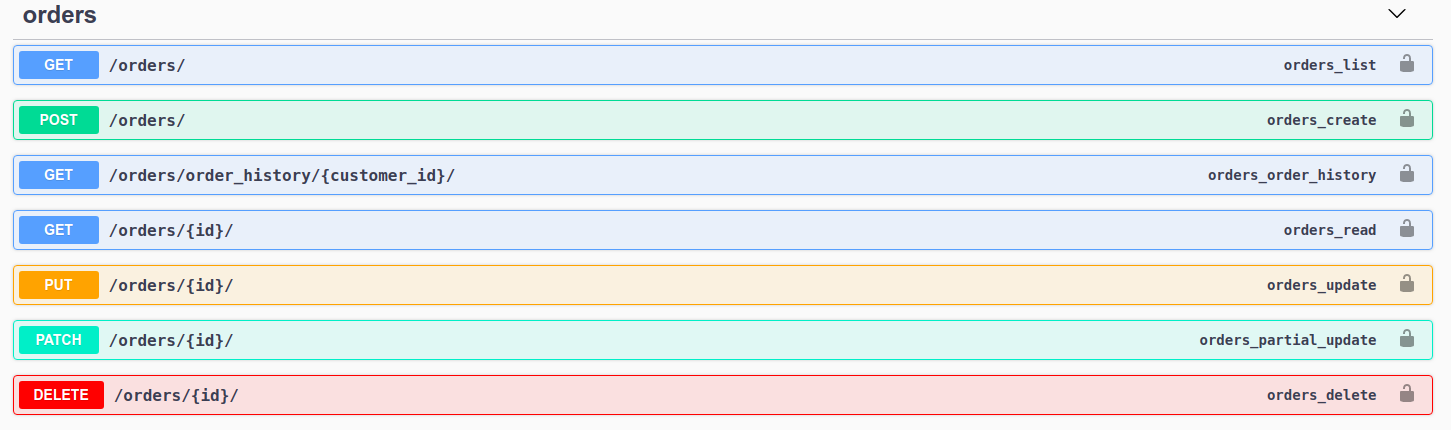 orders
GET /orders/ orders_list
POST /orders/ orders_create
GET /orders/order_history/{customer_id}/ orders_order_history
GET /orders/{id}/ orders_read
PUT /orders/{id}/ orders_update
PATCH /orders/{id}/ orders_partial_update
DELETE /orders/{id}/ orders_delete